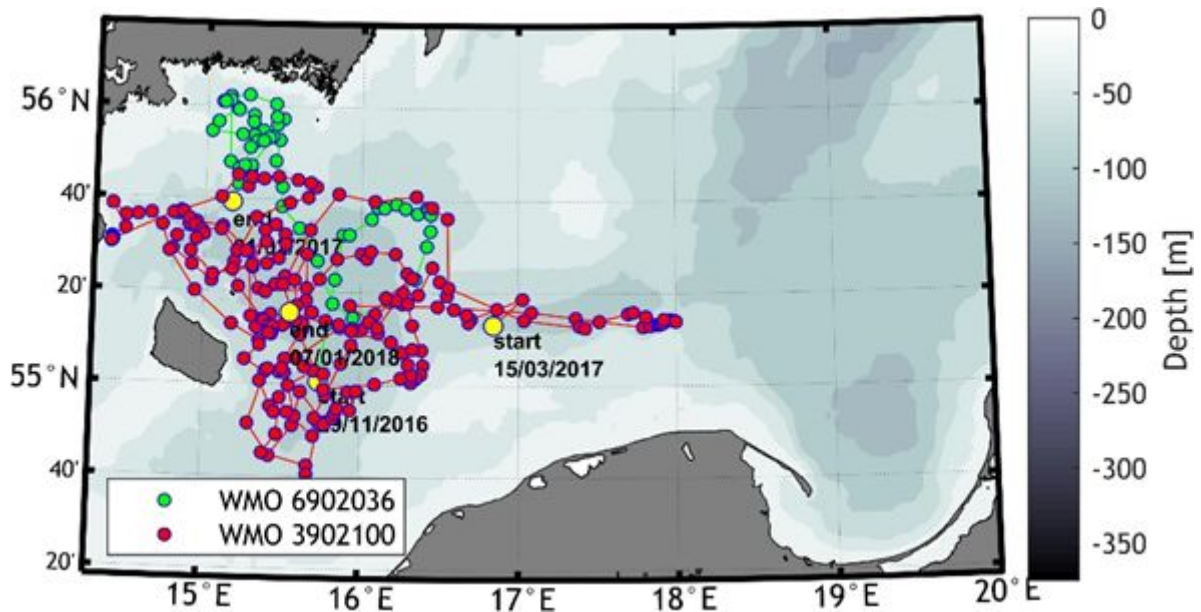 0
56°N
-50
-100
40'
end
-150
20'
-200
Depth [m]
end
start
07/01/2018
15/03/2017
55°N
start
-250
40'
-300
WMO 6902036
WMO 3902100
20'
-350
15°E
16°E
17°E
18°E
19°E
20°E